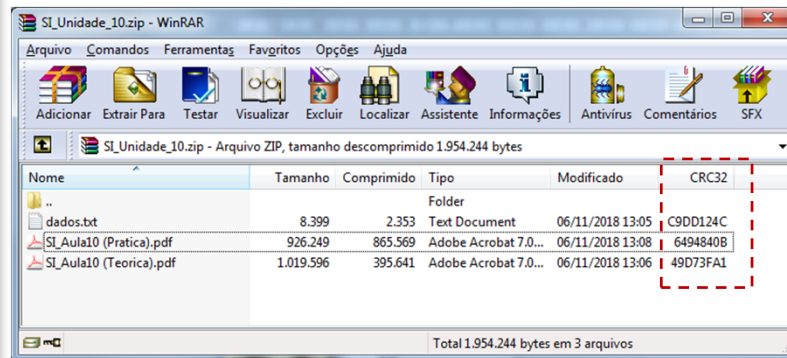 SI_Unidade_10.zip - WinRAR
Arquivo Comandos Ferramentas Favoritos Opções Ajuda
Adicionar Extrair Para Testar Visualizar Excluir Localizar Assistente Informações Antivírus Comentários SFX
SI_Unidade_10.zip - Arquivo ZIP, tamanho descomprimido 1.954.244 bytes
Nome Tamanho Comprimido Tipo Modificado CRC32
.. Folder
dados.txt 8.399 2.353 Text Document 06/11/2018 13:05 C9DD124C
SI_Aula10 (Pratica).pdf 926.249 865.569 Adobe Acrobat 7.0... 06/11/2018 13:08 6494840B
SI_Aula10 (Teorica).pdf 1.019.596 395.641 Adobe Acrobat 7.0... 06/11/2018 13:06 49D73FA1
Total 1.954.244 bytes em 3 arquivos